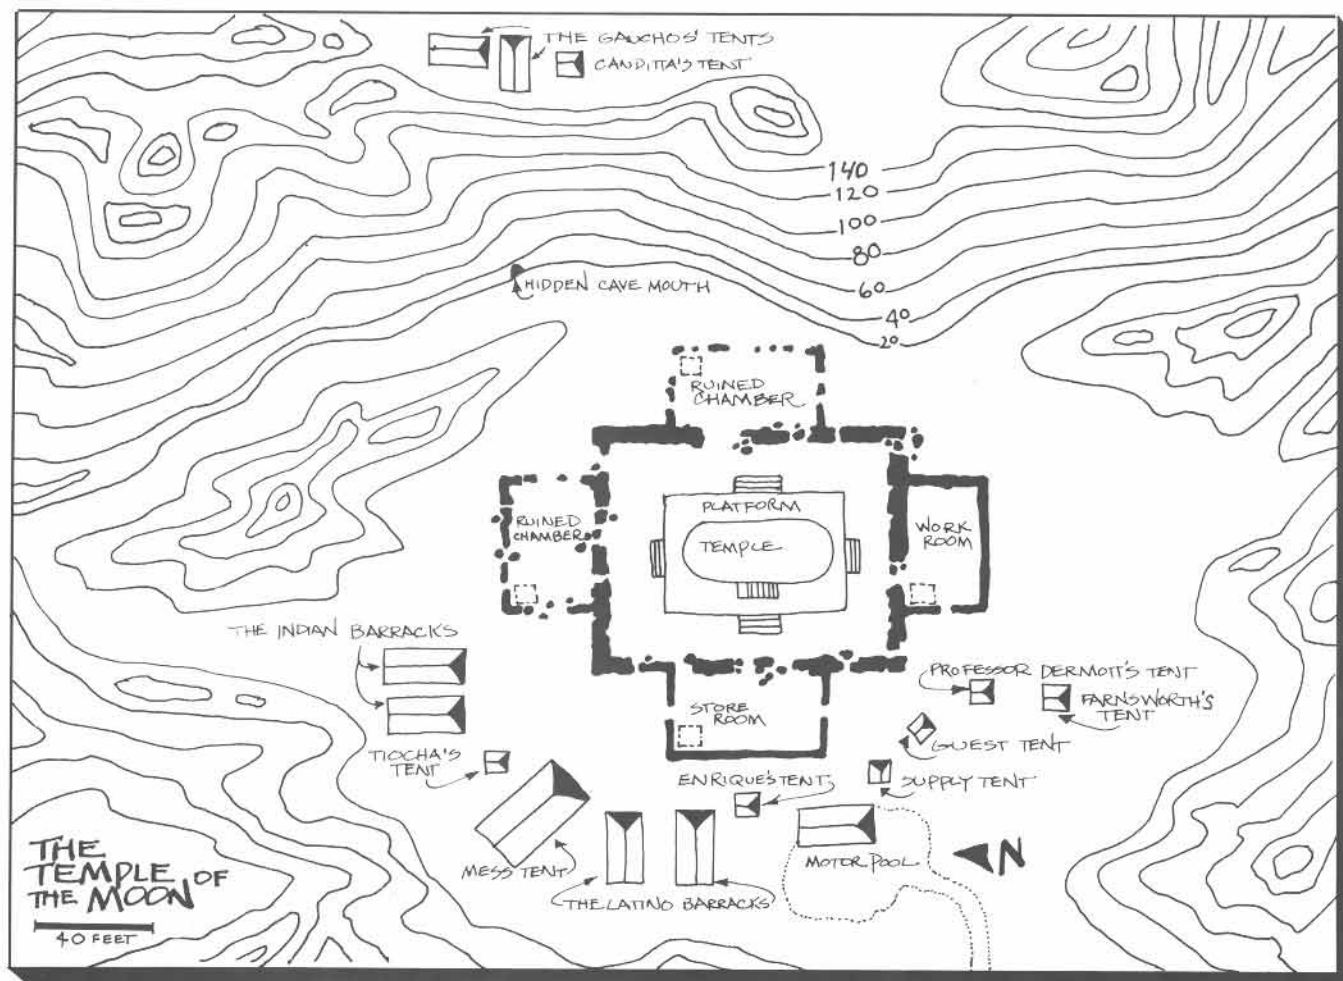 THE GAUCHOS' TENTS
CANDITTA'S TENT
140
120
100
80
60
40
20
HIDDEN CAVE MOUTH
RUINED
CHAMBER
RUINED
CHAMBER
PLATFORM
TEMPLE
WORK
ROOM
THE INDIAN BARRACKS
STORE
ROOM
PROFESSOR DERMOTT'S TENT
FARNSWORTH'S
TENT
GUEST TENT
TIOCHA'S
TENT
ENRIQUE'S TENT
SUPPLY TENT
MESS TENT
MOTOR POOL
N
THE LATINO BARRACKS
THE
TEMPLE OF
THE MOON
40 FEET